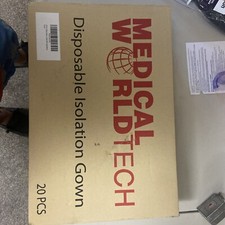 MEDICAL
WORLDTECH
Disposable Isolation Gown
20 PCS